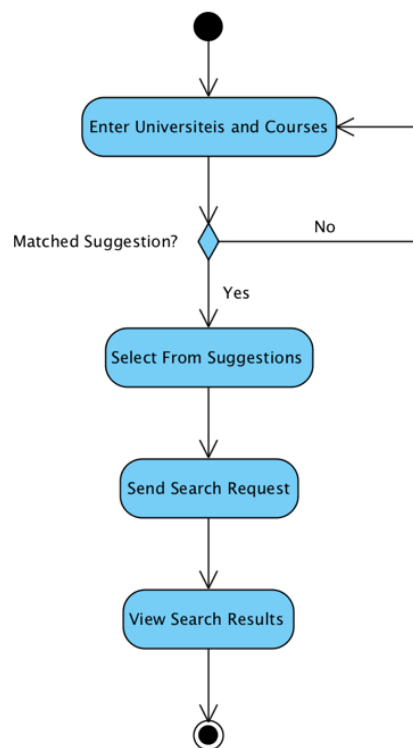 Enter Universiteis and Courses
Matched Suggestion?
No
Yes
Select From Suggestions
Send Search Request
View Search Results